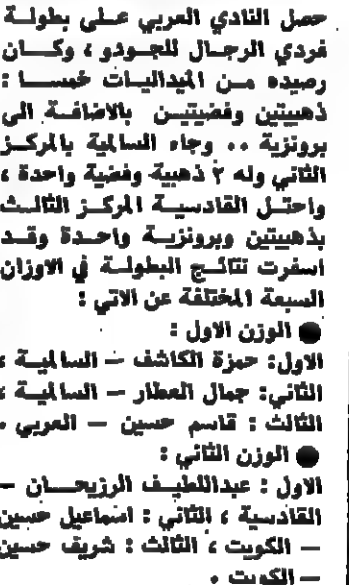 حصل النادي العربي على بطولة
فردي الرجال للجودو ، وكان
رصيده من الميداليات خمسا :
ذهبيتين وفضيتين بالاضافة الى
برونزية .. وجاء السالمية بالمركز
الثاني وله ٢ ذهبية وفضية واحدة ،
واحتل القادسية المركز الثالث
بذهبيتين وبرونزية واحدة وقد
اسفرت نتائج البطولة في الاوزان
السبعة المختلفة عن الاتي :
● الوزن الاول :
الاول: حمزة الكاشف — السالمية ،
الثاني: جمال العطار — السالمية ،
الثالث : قاسم حسين — العربي .
● الوزن الثاني :
الاول : عبداللطيف الرزيحان —
القادسية ، الثاني : اسماعيل حسين
— الكويت ، الثالث : شريف حسين
— الكويت .